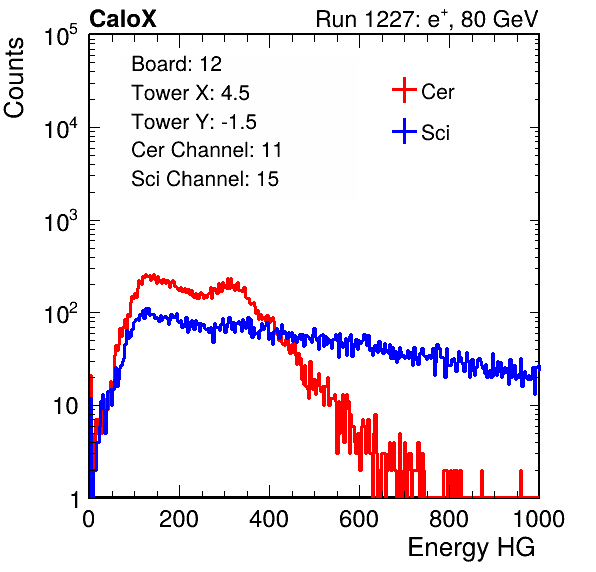 CaloX Run 1227: e⁺, 80 GeV
Counts
10⁵
10⁴
10³
10²
10
1
Board: 12
Tower X: 4.5
Tower Y: -1.5
Cer Channel: 11
Sci Channel: 15
Cer
Sci
0 200 400 600 800 1000
Energy HG